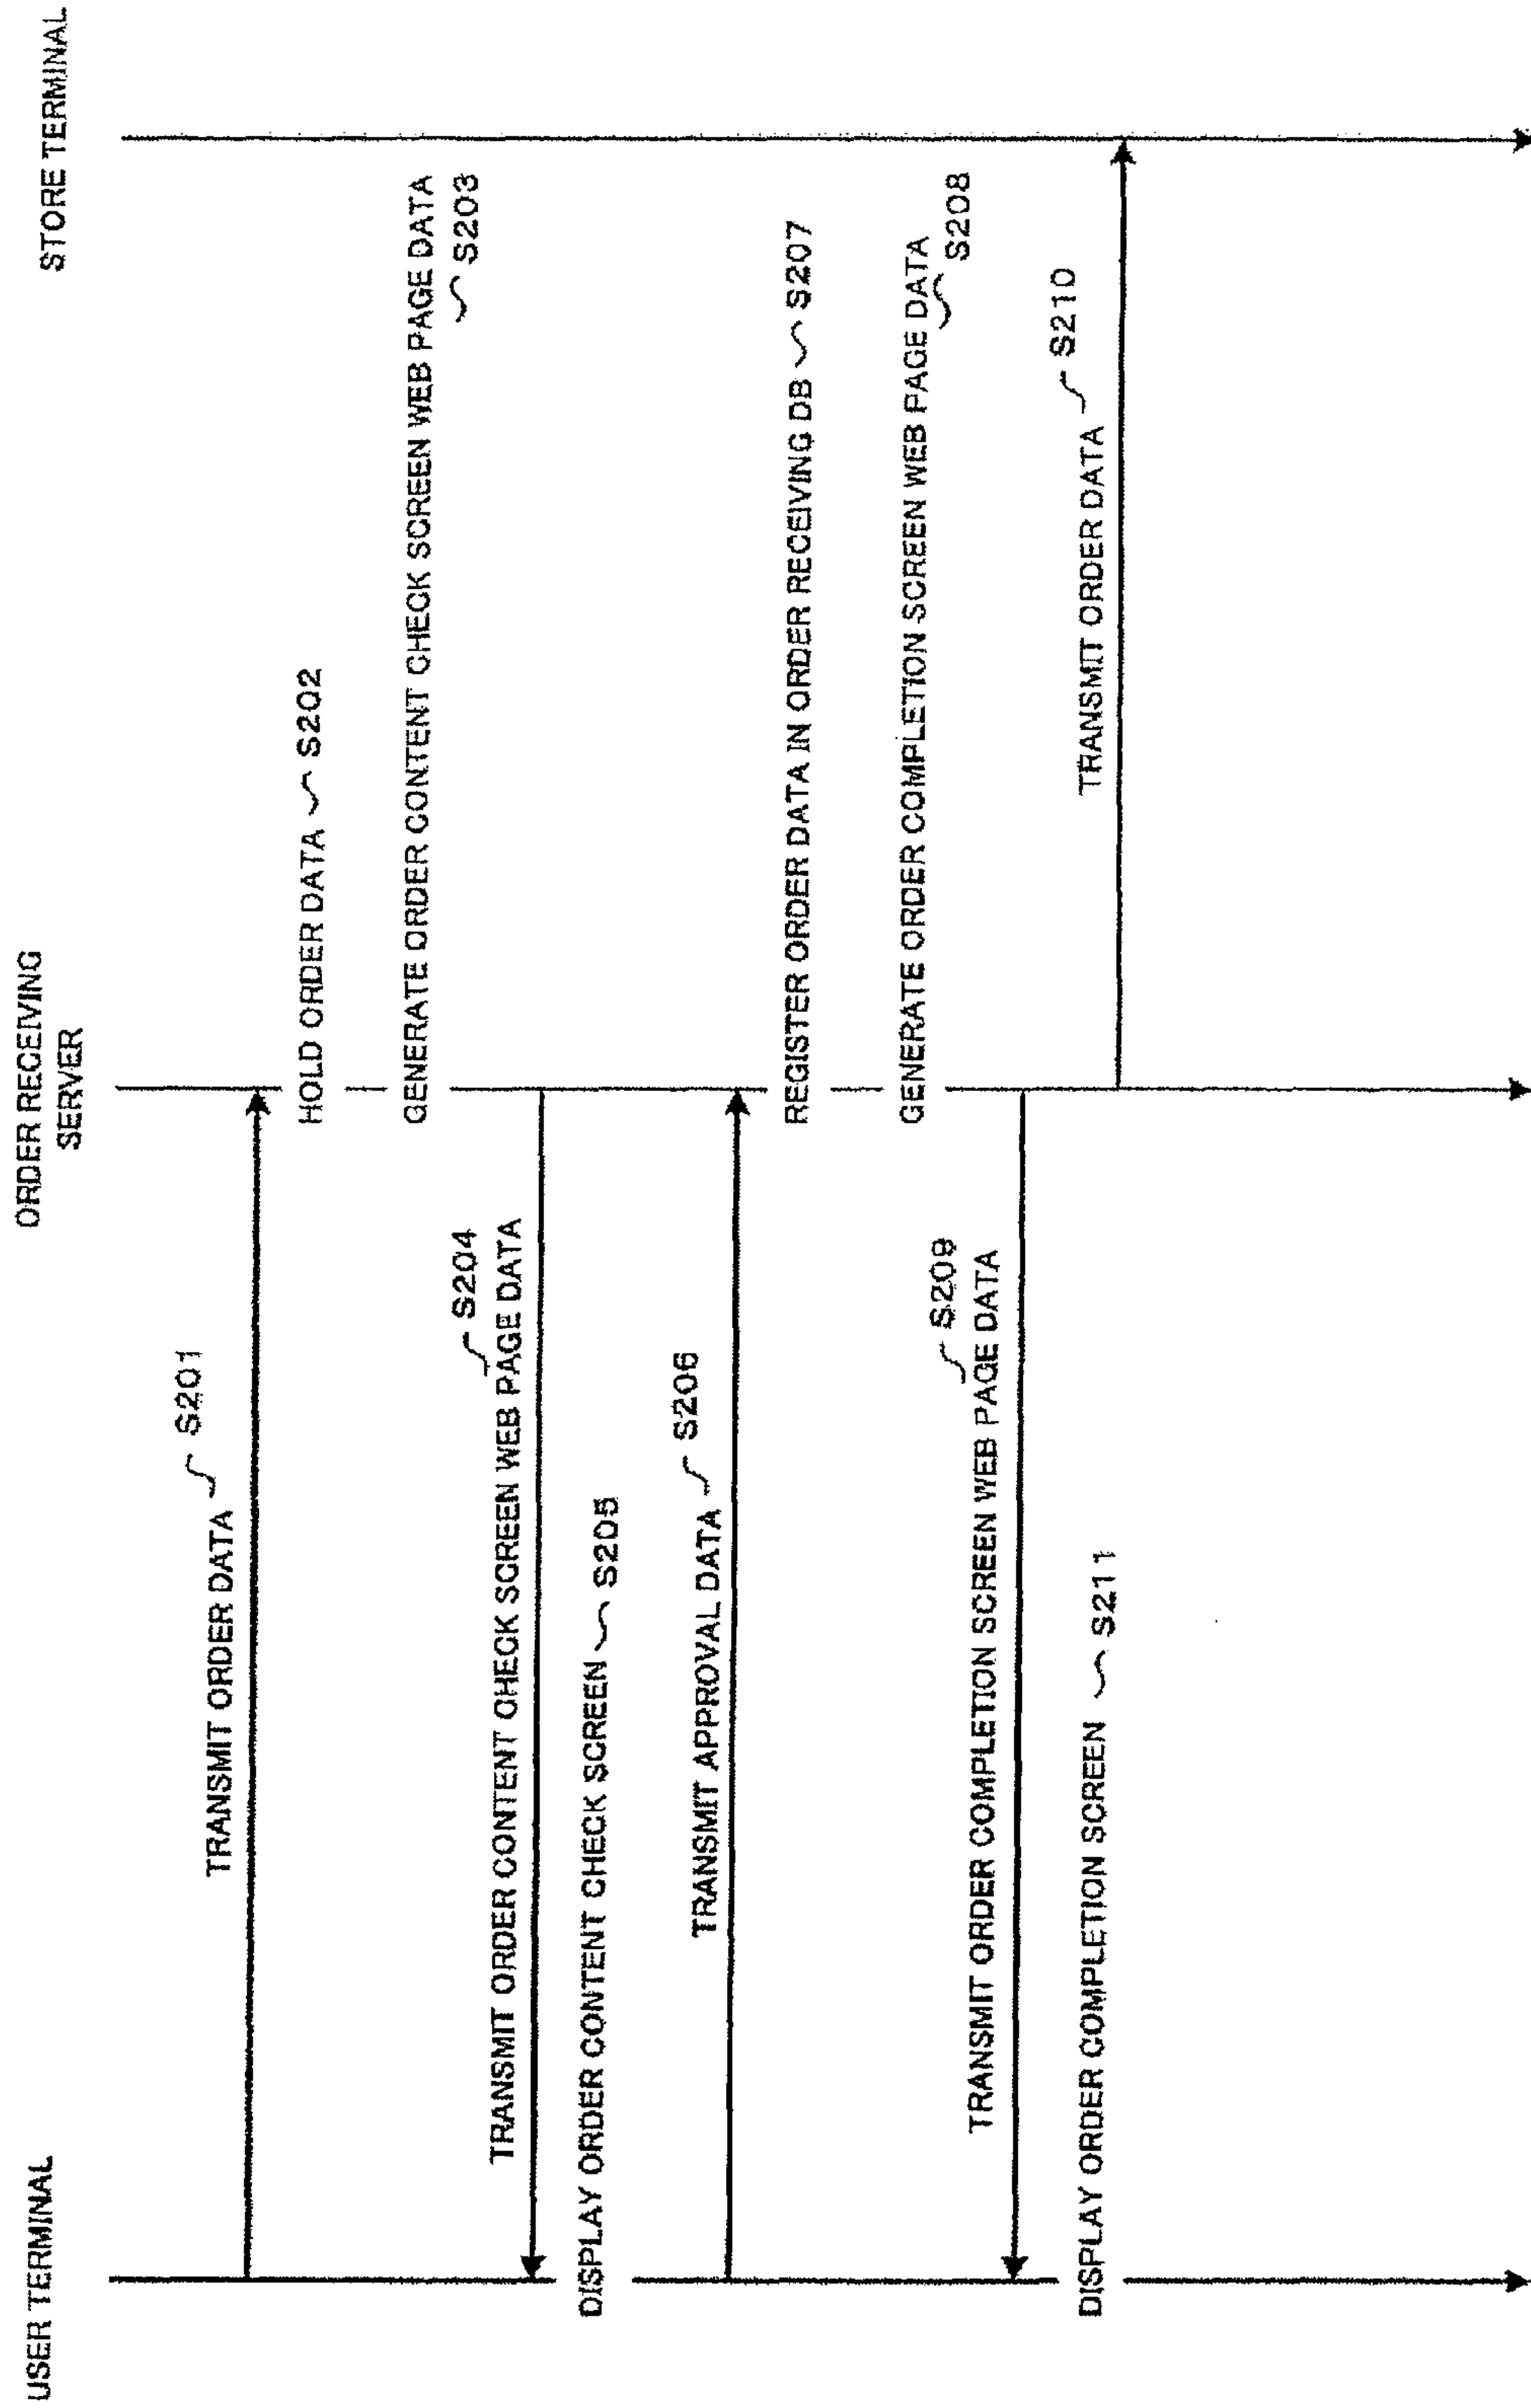 USER TERMINAL
ORDER RECEIVING
SERVER
STORE TERMINAL
TRANSMIT ORDER DATA S201
HOLD ORDER DATA S202
GENERATE ORDER CONTENT CHECK SCREEN WEB PAGE DATA
S203
S204
TRANSMIT ORDER CONTENT CHECK SCREEN WEB PAGE DATA
DISPLAY ORDER CONTENT CHECK SCREEN S205
TRANSMIT APPROVAL DATA S206
REGISTER ORDER DATA IN ORDER RECEIVING DB S207
GENERATE ORDER COMPLETION SCREEN WEB PAGE DATA
S208
S209
TRANSMIT ORDER COMPLETION SCREEN WEB PAGE DATA
TRANSMIT ORDER DATA S210
DISPLAY ORDER COMPLETION SCREEN S211